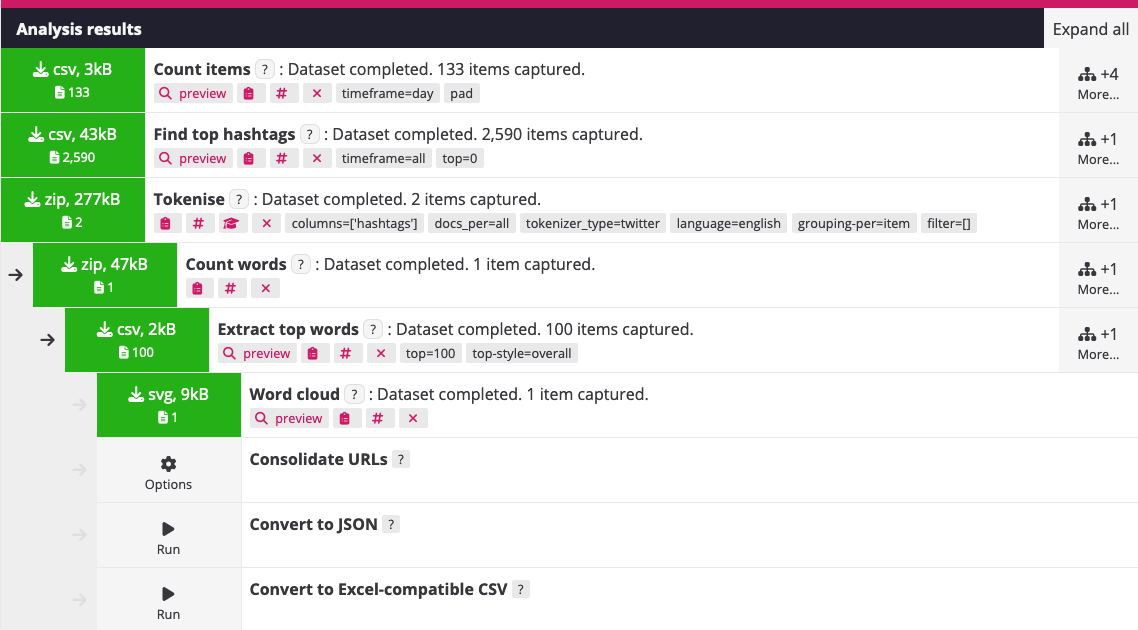 Analysis results
Expand all
csv, 3kB
133
Count items ? : Dataset completed. 133 items captured.
preview # × timeframe=day pad
+4
More...
csv, 43kB
2,590
Find top hashtags ? : Dataset completed. 2,590 items captured.
preview # × timeframe=all top=0
+1
More...
zip, 277kB
2
Tokenise ? : Dataset completed. 2 items captured.
# × columns=['hashtags'] docs_per=all tokenizer_type=twitter language=english grouping-per=item filter=[]
+1
More...
zip, 47kB
1
Count words ? : Dataset completed. 1 item captured.
# ×
+1
More...
csv, 2kB
100
Extract top words ? : Dataset completed. 100 items captured.
preview # × top=100 top-style=overall
+1
More...
svg, 9kB
1
Word cloud ? : Dataset completed. 1 item captured.
preview # ×
Options
Consolidate URLs ?
Run
Convert to JSON ?
Run
Convert to Excel-compatible CSV ?